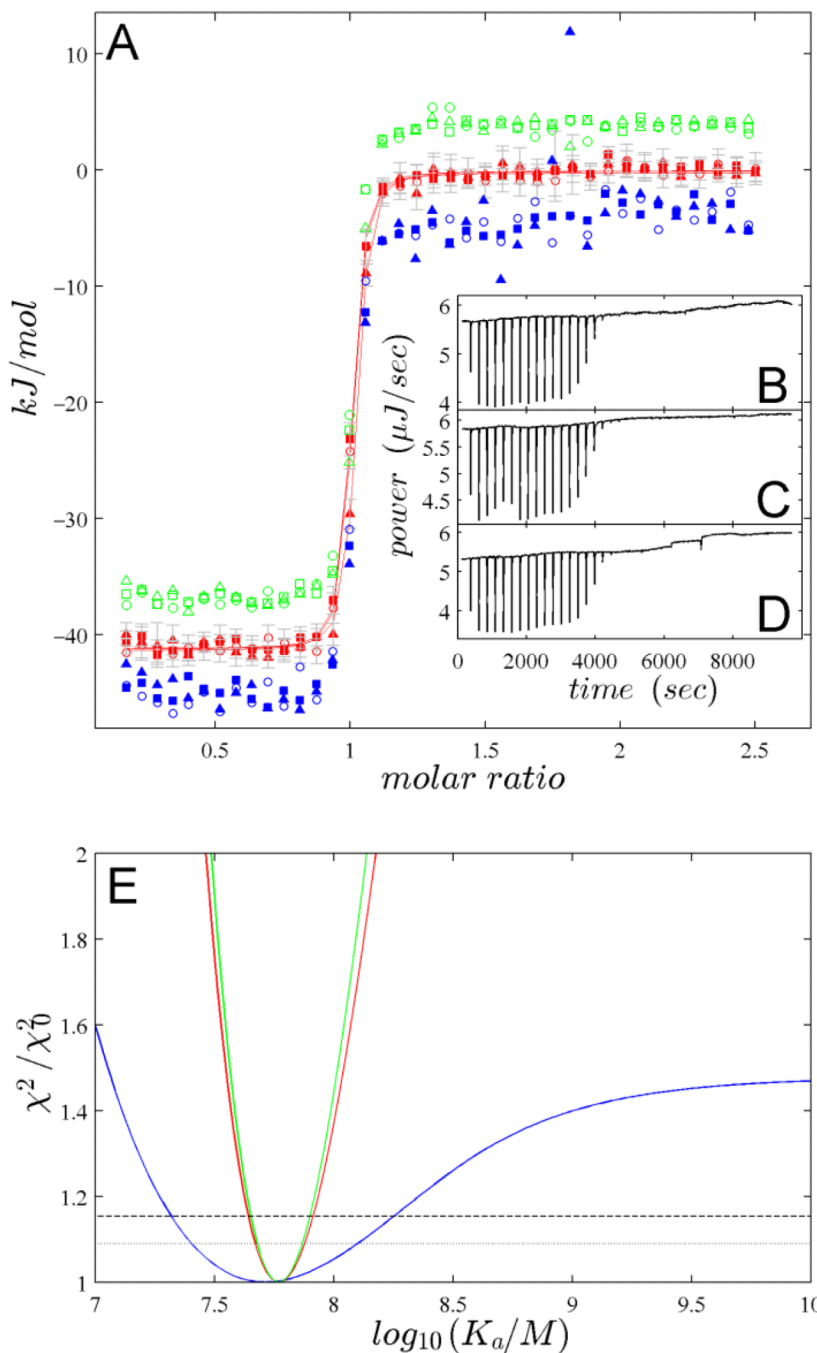 A
10
0
−10
−20
−30
−40
kJ/mol
0.5 1 1.5 2 2.5
molar ratio
6
5
4
B
6
5.5
5
4.5
C
6
5
4
D
power (μJ/sec)
0 2000 4000 6000 8000
time (sec)
E
2
1.8
1.6
1.4
1.2
1
χ² /χ²₀
7 7.5 8 8.5 9 9.5 10
log₁₀(Kₐ/M)